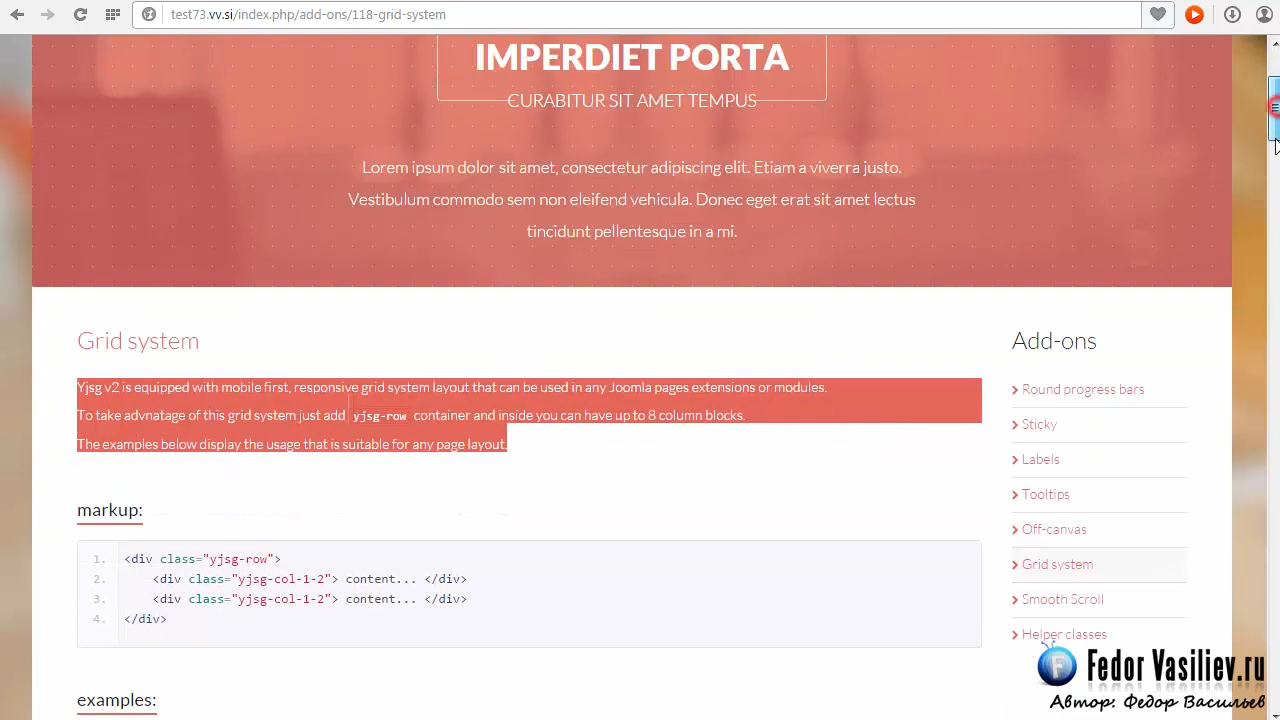 test73.vv.si/index.php/add-ons/118-grid-system
IMPERDIET PORTA
CURABITUR SIT AMET TEMPUS
Lorem ipsum dolor sit amet, consectetur adipiscing elit. Etiam a viverra justo.
Vestibulum commodo sem non eleifend vehicula. Donec eget erat sit amet lectus
tincidunt pellentesque in a mi.
Grid system
Yjsg v2 is equipped with mobile first, responsive grid system layout that can be used in any Joomla pages extensions or modules.
To take advnatage of this grid system just add yjsg-row container and inside you can have up to 8 column blocks.
The examples below display the usage that is suitable for any page layout.
markup:
1. <div class="yjsg-row">
2. <div class="yjsg-col-1-2"> content... </div>
3. <div class="yjsg-col-1-2"> content... </div>
4. </div>
examples:
Add-ons
Round progress bars
Sticky
Labels
Tooltips
Off-canvas
Grid system
Smooth Scroll
Helper classes
F Fedor Vasiliev.ru
Автор: Федор Васильев